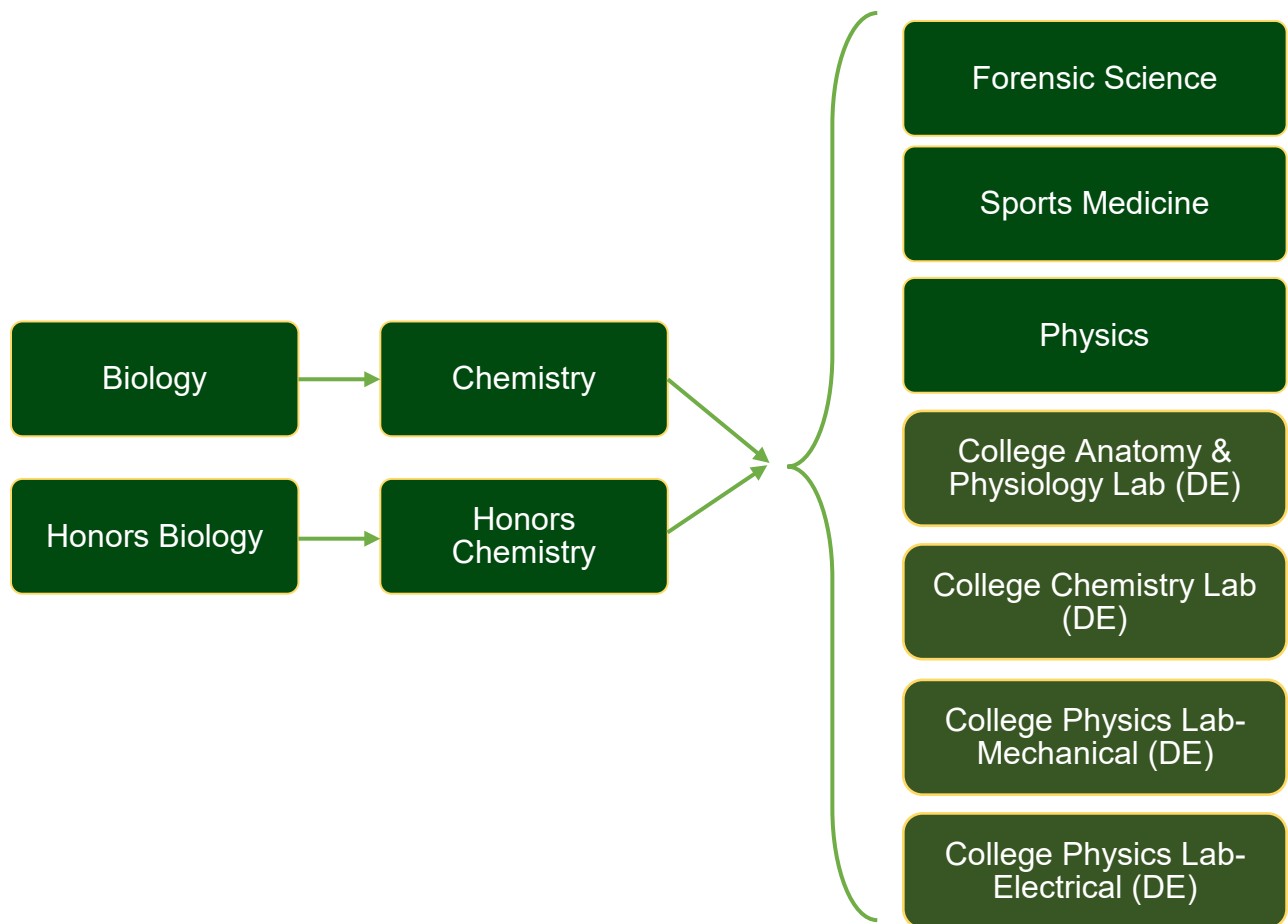 Forensic Science
Sports Medicine
Physics
Biology
Chemistry
College Anatomy &
Physiology Lab (DE)
Honors Biology
Honors
Chemistry
College Chemistry Lab
(DE)
College Physics Lab-
Mechanical (DE)
College Physics Lab-
Electrical (DE)